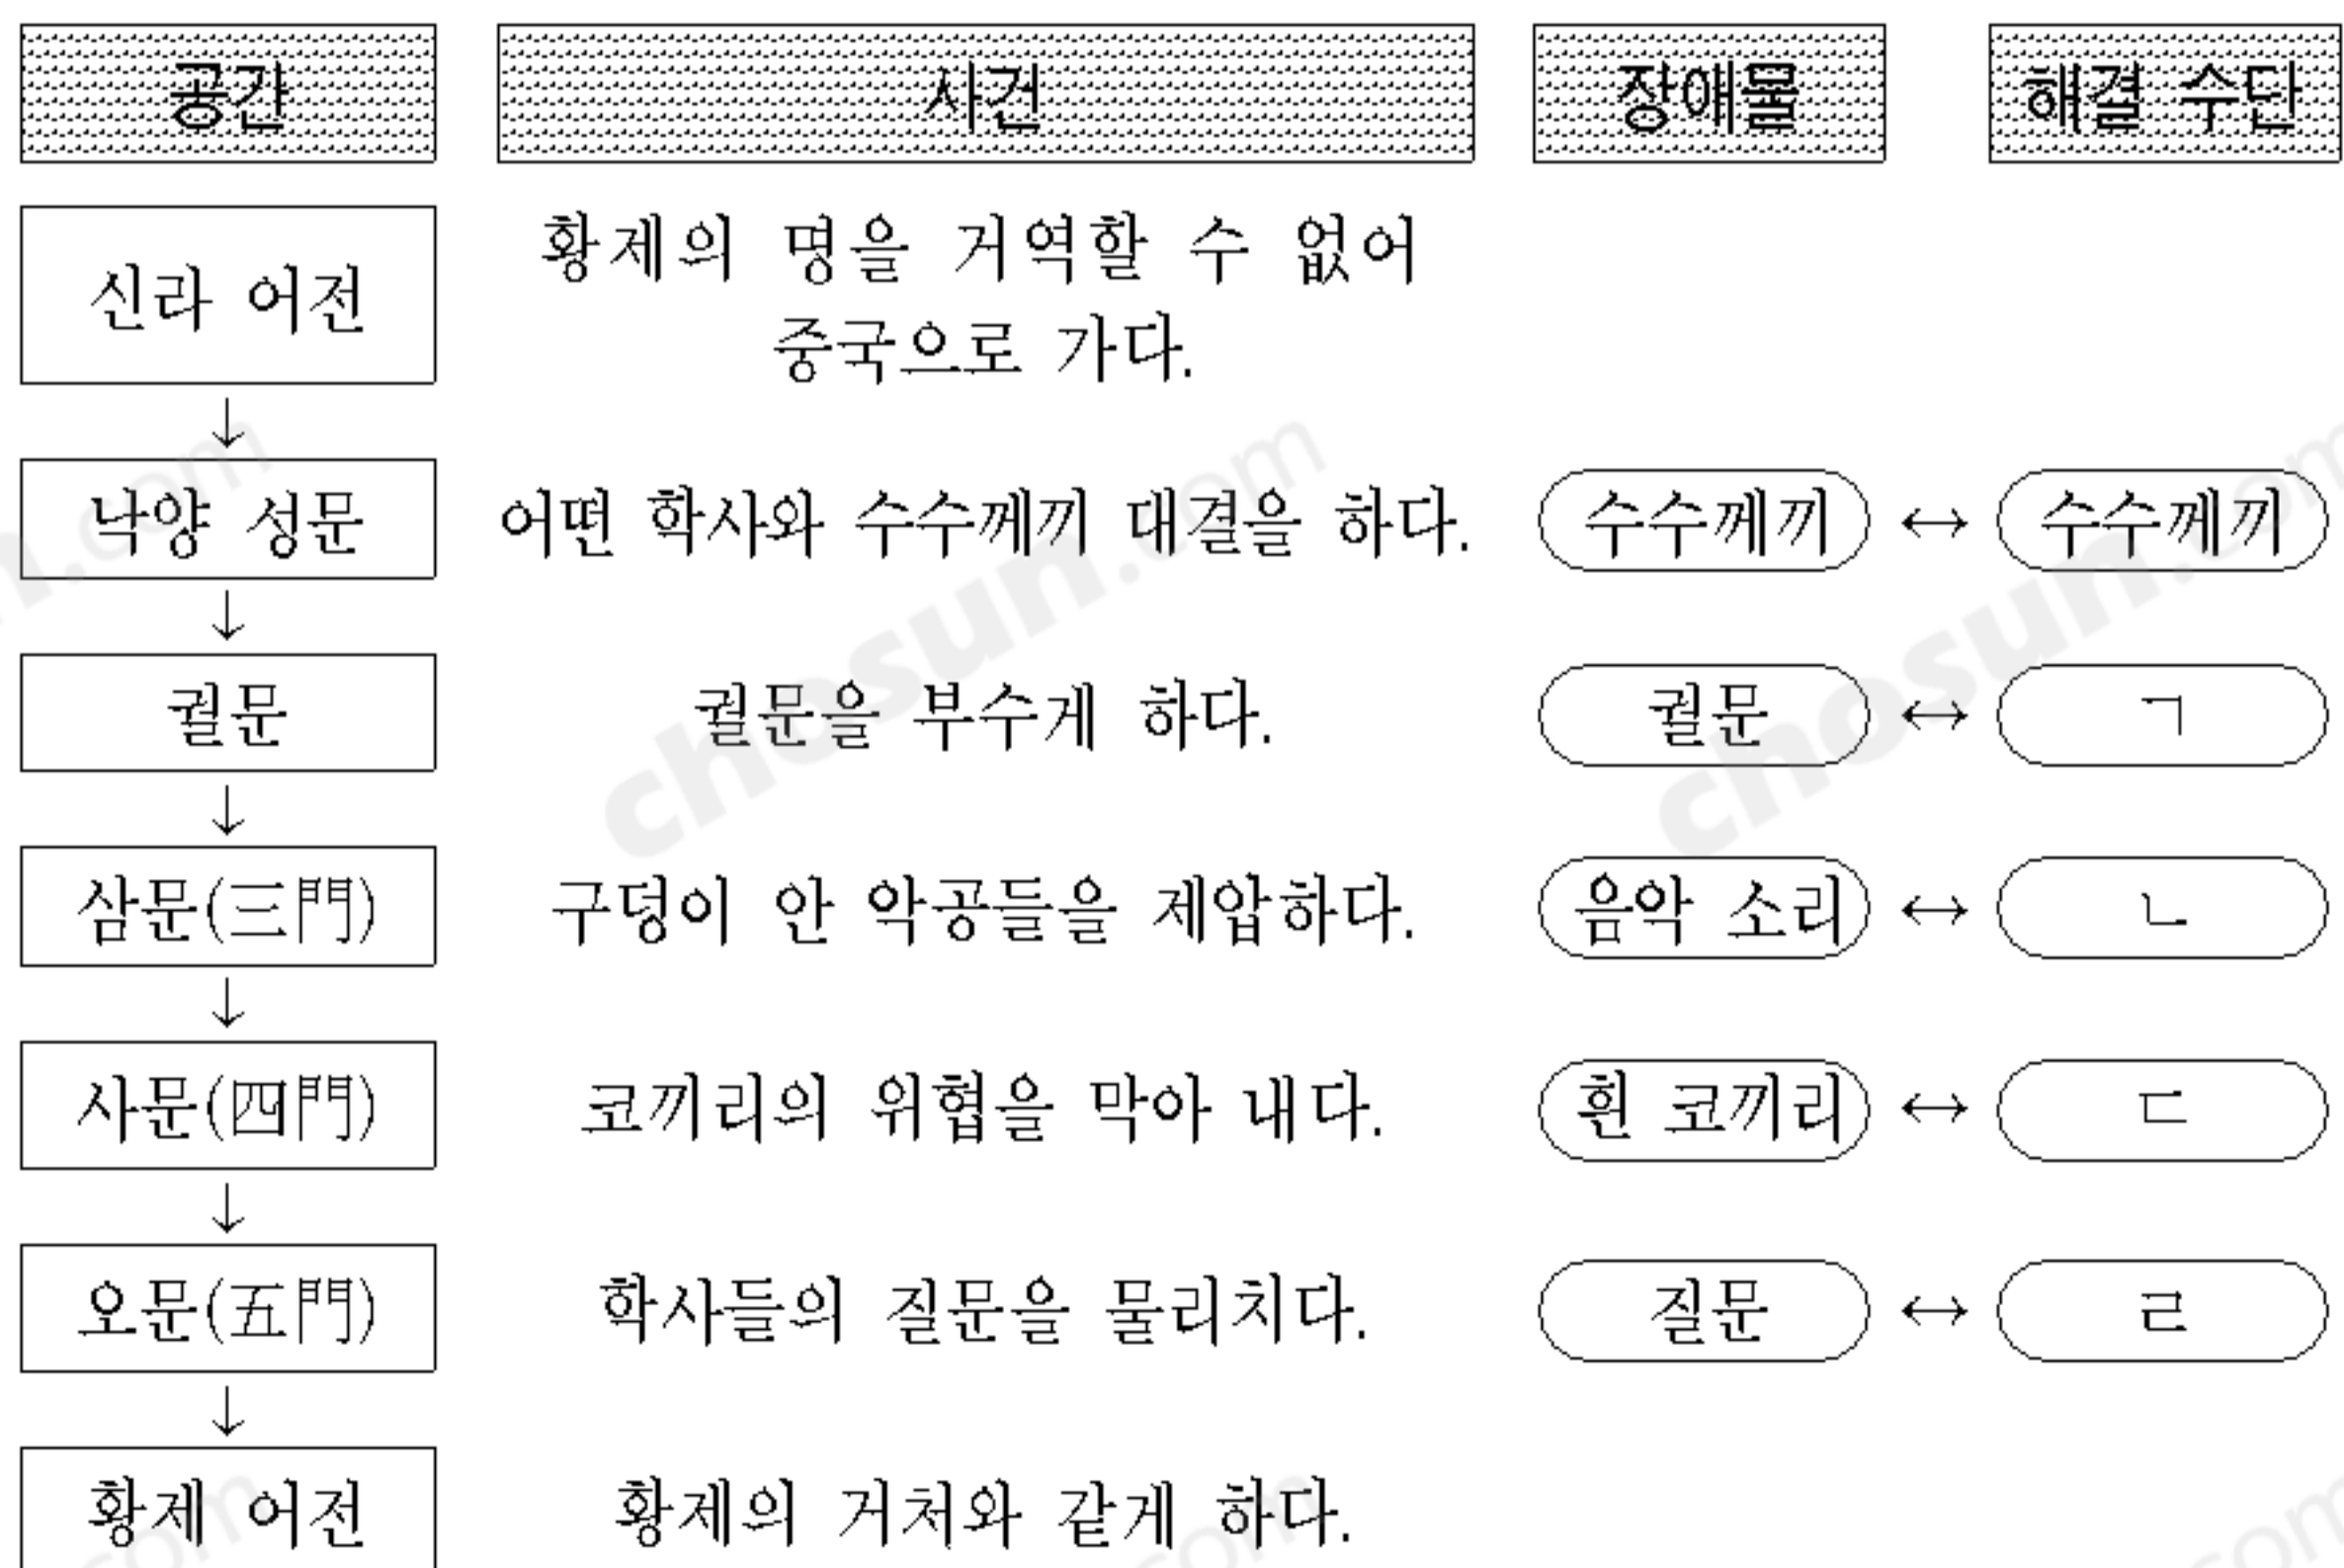 공간 사건 장애물 해결 수단
신라 어전
황제의 명을 거역할 수 없어
중국으로 가다.
↓
낙양 성문 어떤 학사와 수수께끼 대결을 하다. 수수께끼 ↔ 수수께끼
↓
궐문 궐문을 부수게 하다. 궐문 ↔ ㄱ
↓
삼문(三門) 구덩이 안 악공들을 제압하다. 음악 소리 ↔ ㄴ
↓
사문(四門) 코끼리의 위협을 막아 내다. 흰 코끼리 ↔ ㄷ
↓
오문(五門) 학사들의 질문을 물리치다. 질문 ↔ ㄹ
↓
황제 어전 황제의 거처와 같게 하다.
chosun.com
chosun.com